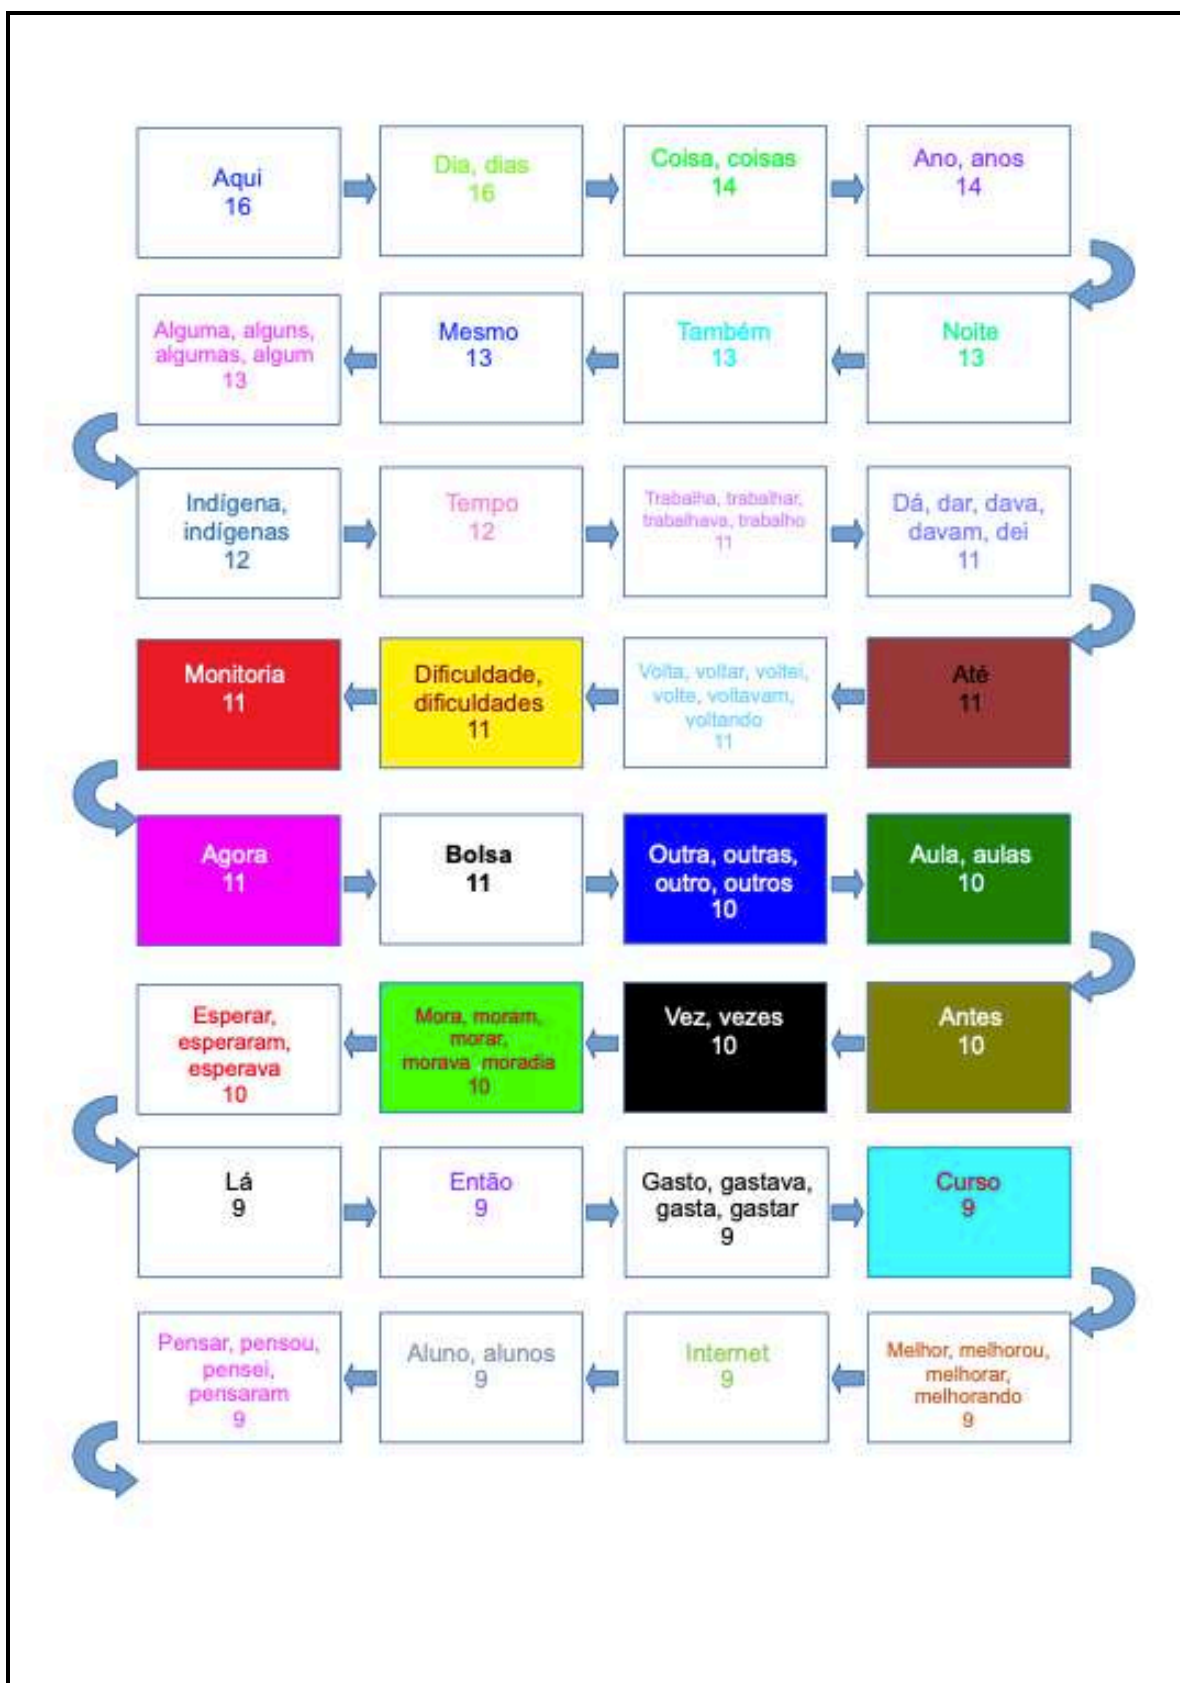 Aqui
16
Dia, dias
16
Coisa, coisas
14
Ano, anos
14
Noite
13
Também
13
Mesmo
13
Alguma, alguns,
algumas, algum
13
Indígena,
indígenas
12
Tempo
12
Trabalha, trabalhar,
trabalhava, trabalho
11
Dá, dar, dava,
davam, dei
11
Até
11
Volta, voltar, voltei,
volte, voltavam,
voltando
11
Dificuldade,
dificuldades
11
Monitoria
11
Agora
11
Bolsa
11
Outra, outras,
outro, outros
10
Aula, aulas
10
Antes
10
Vez, vezes
10
Mora, moram,
morar,
morava moradia
10
Esperar,
esperaram,
esperava
10
Lá
9
Então
9
Gasto, gastava,
gasta, gastar
9
Curso
9
Melhor, melhorou,
melhorar,
melhorando
9
Internet
9
Aluno, alunos
9
Pensar, pensou,
pensei,
pensaram
9